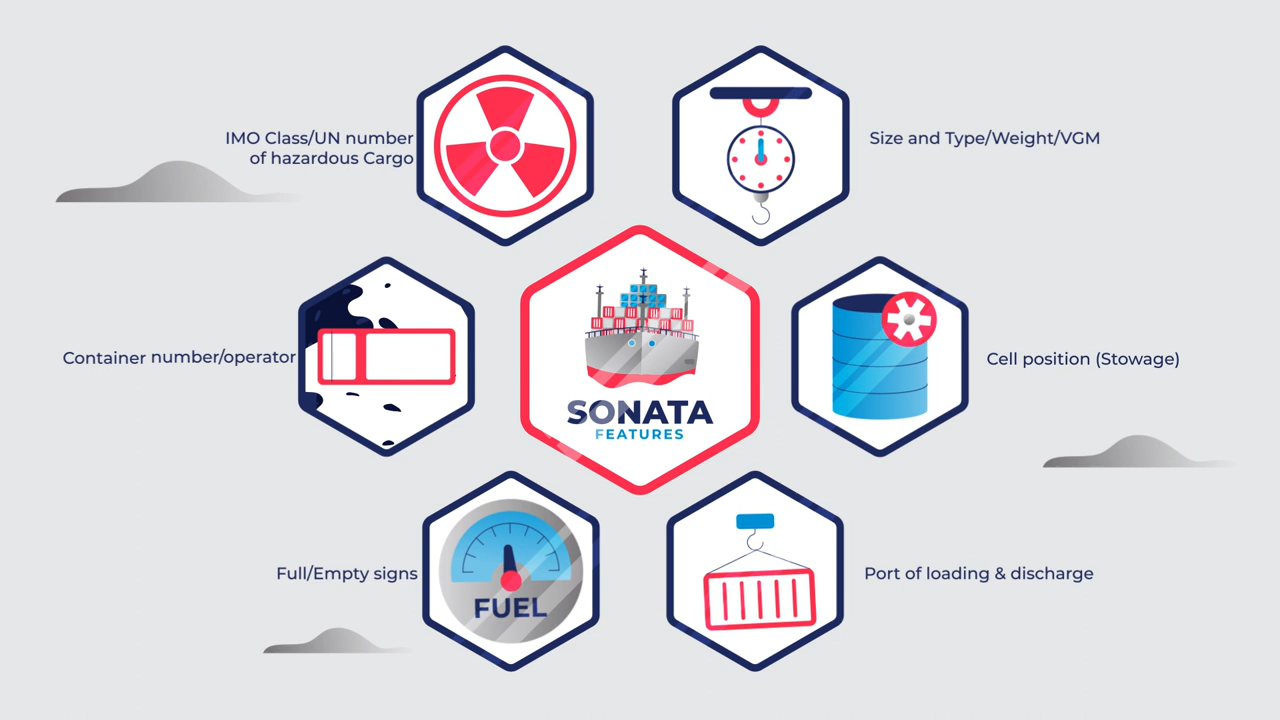 IMO Class/UN number
of hazardous Cargo
Size and Type/Weight/VGM
Container number/operator
SONATA
FEATURES
Cell position (Stowage)
Full/Empty signs
FUEL
Port of loading & discharge